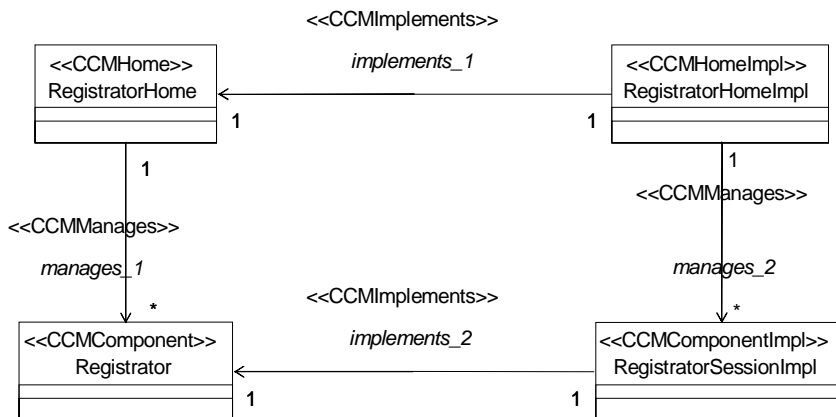 <<CCMImplements>>
implements_1
<<CCMHome>>
RegistratorHome
<<CCMHomeImpl>>
RegistratorHomeImpl
1
1
1
1
<<CCMManages>>
manages_1
*
<<CCMManages>>
manages_2
*
<<CCMImplements>>
implements_2
<<CCMComponent>>
Registrator
<<CCMComponentImpl>>
RegistratorSessionImpl
1
1